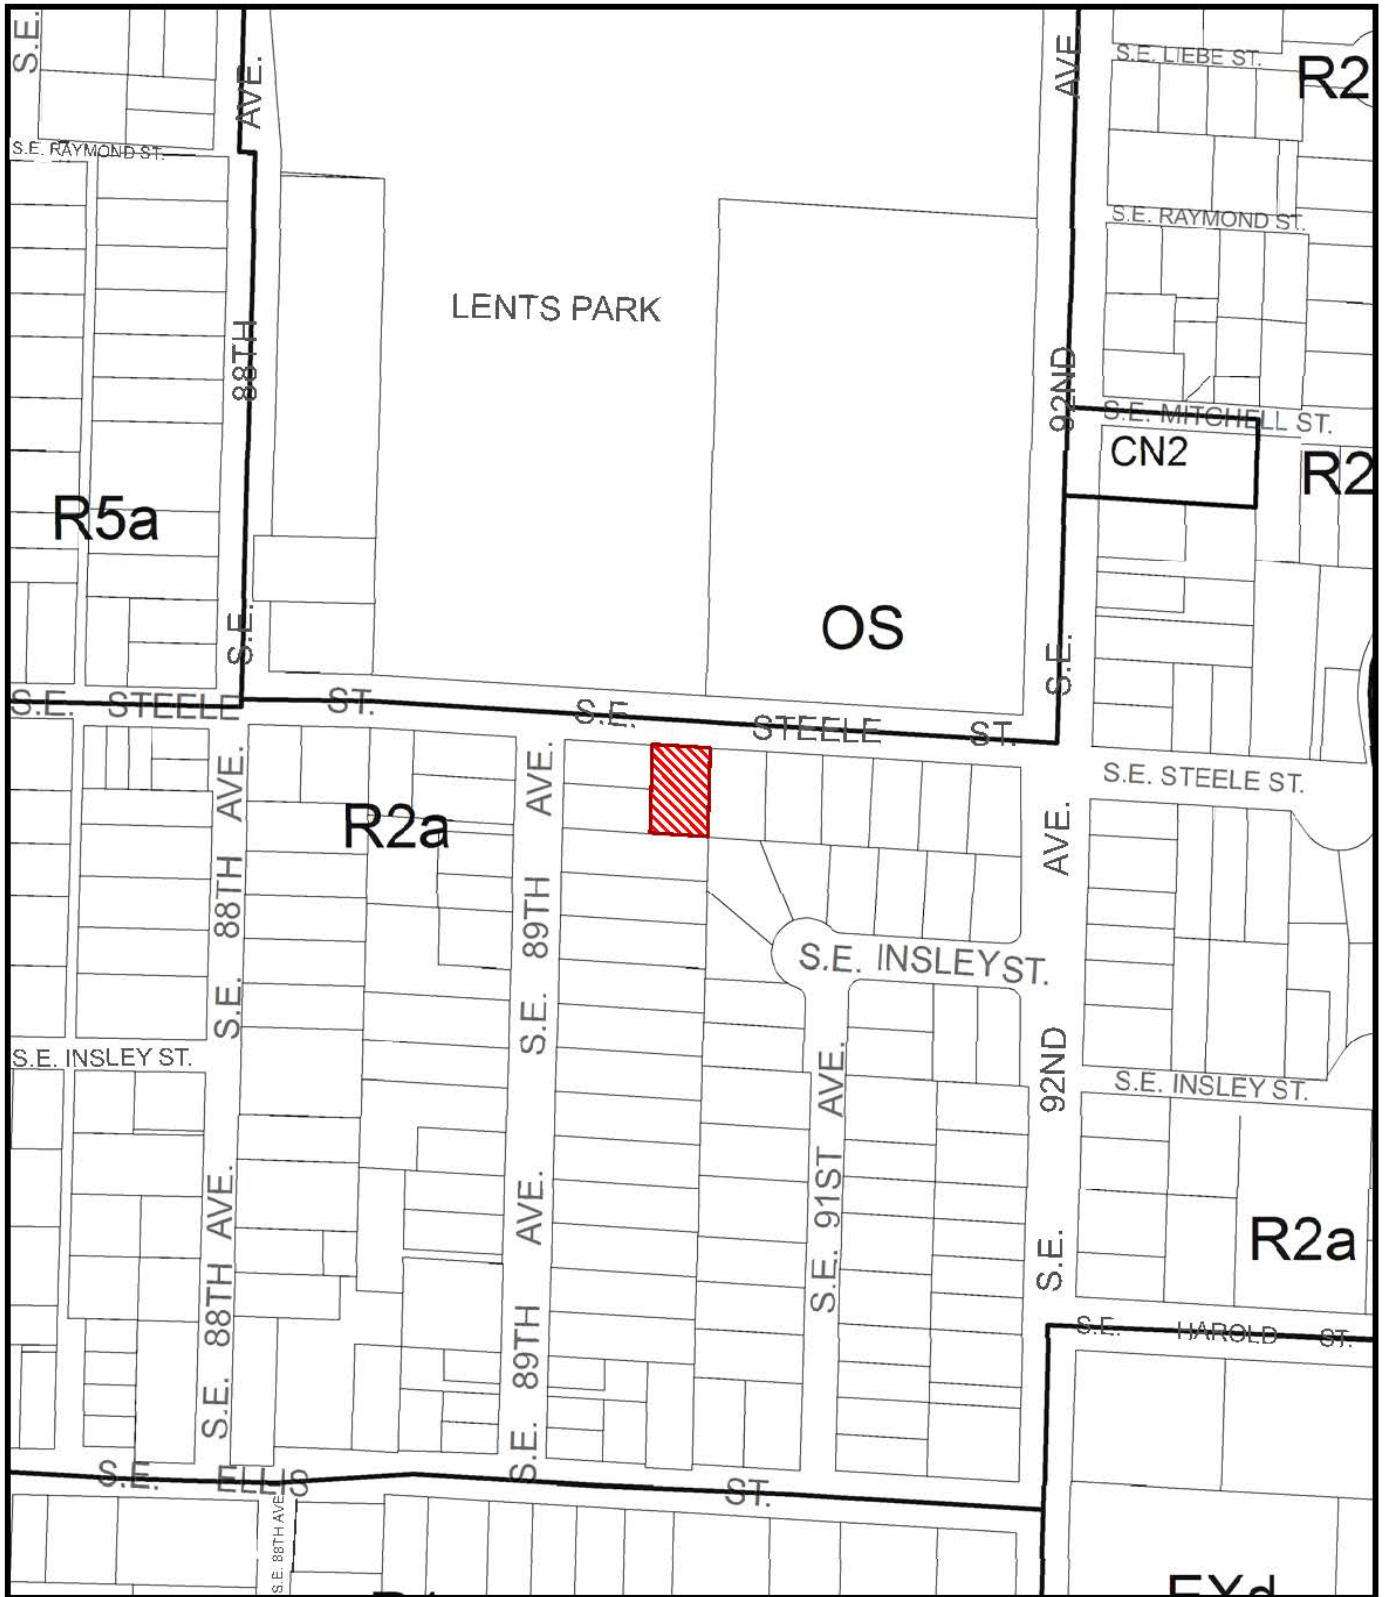 S.E.
AVE.
AVE
S.E. LIEBE ST.
R2
S.E. RAYMOND ST.
S.E. RAYMOND ST.
LENTS PARK
88TH
92ND
S.E. MITCHELL ST.
CN2
R2
R5a
OS
S.E.
S.E.
S.E. STEELE ST. S.E. STEELE ST.
S.E. STEELE ST.
R2a
S.E. 88TH AVE.
S.E. 89TH AVE.
AVE.
S.E. INSLEY ST.
S.E. INSLEY ST.
92ND
S.E. INSLEY ST.
S.E. 91ST AVE.
S.E. 88TH AVE.
S.E. 89TH AVE.
S.E.
R2a
S.E. HAROLD ST.
S.E. ELLIS ST.
S.E. 88TH AVE
EXd